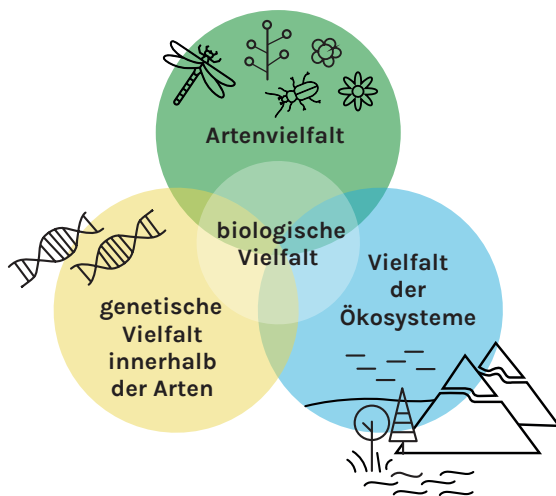 Artenvielfalt
biologische
Vielfalt
Vielfalt
der
Ökosysteme
genetische
Vielfalt
innerhalb
der Arten